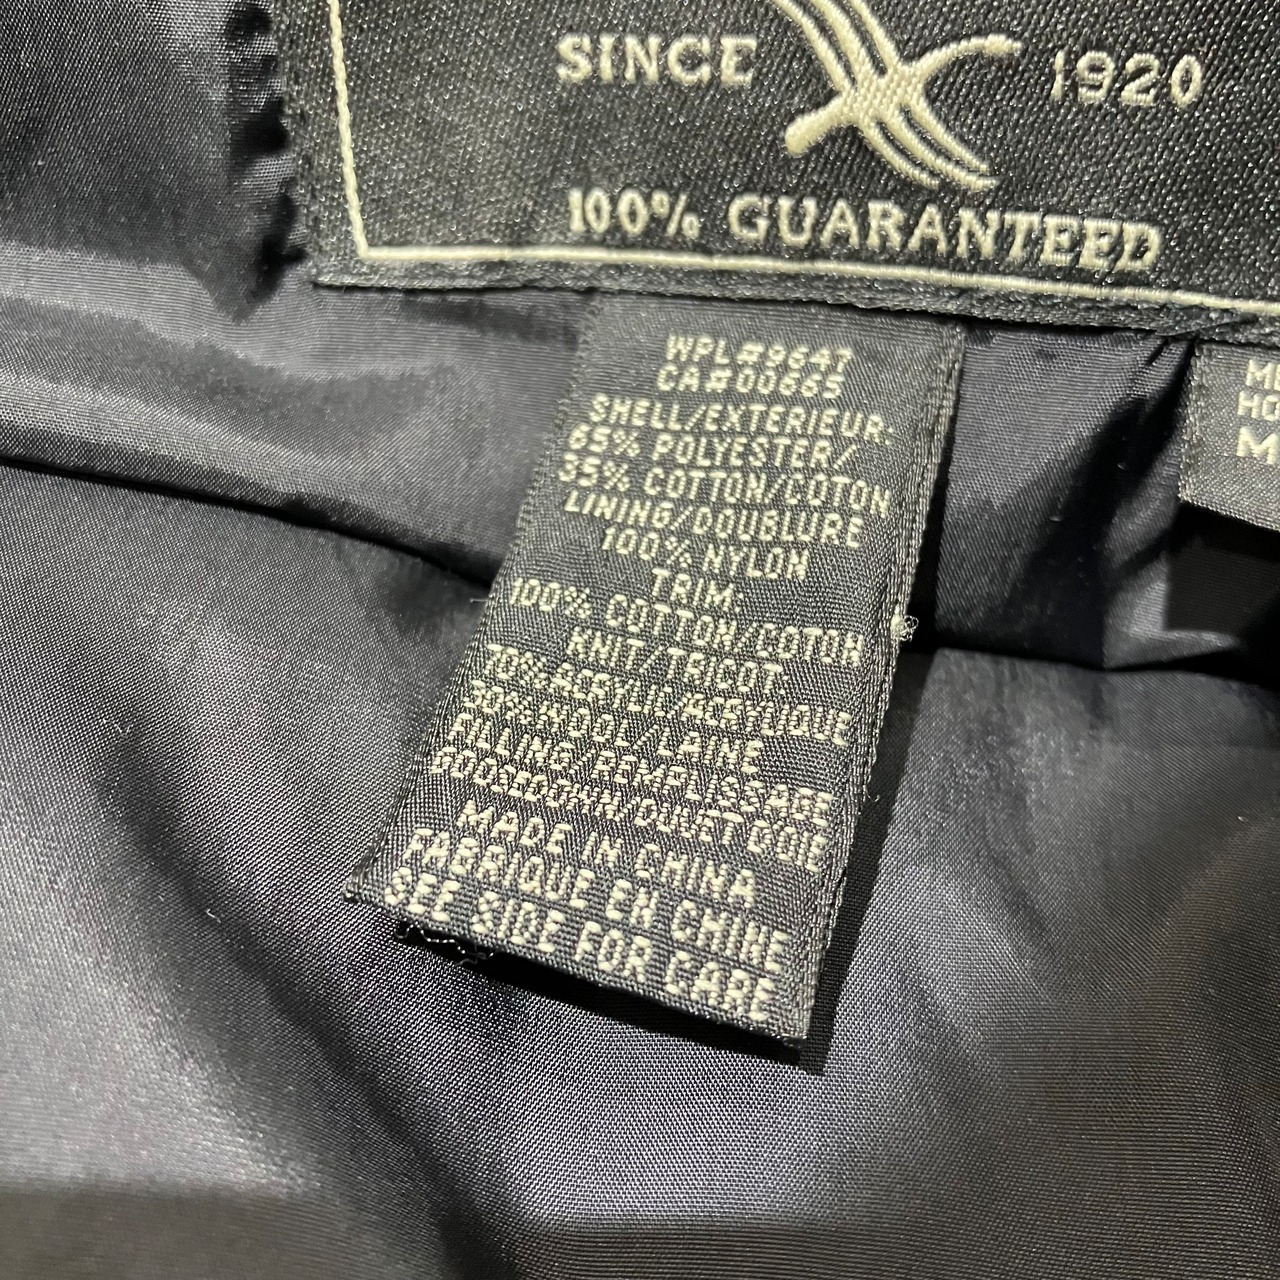 SINCE 1920
100% GUARANTEED
WPL#9647
CA#00665
SHELL/EXTERIEUR:
65% POLYESTER/
35% COTTON/COTON
LINING/DOUBLURE
100% NYLON
TRIM:
100% COTTON/COTON
KNIT/TRICOT:
70% ACRYLIC/ACRYLIQUE
30% WOOL/LAINE
FILLING/REMPLISSAGE
GOOSEDOWN/DUVET DOIE
MADE IN CHINA
FABRIQUE EN CHINE
SEE SIDE FOR CARE
M